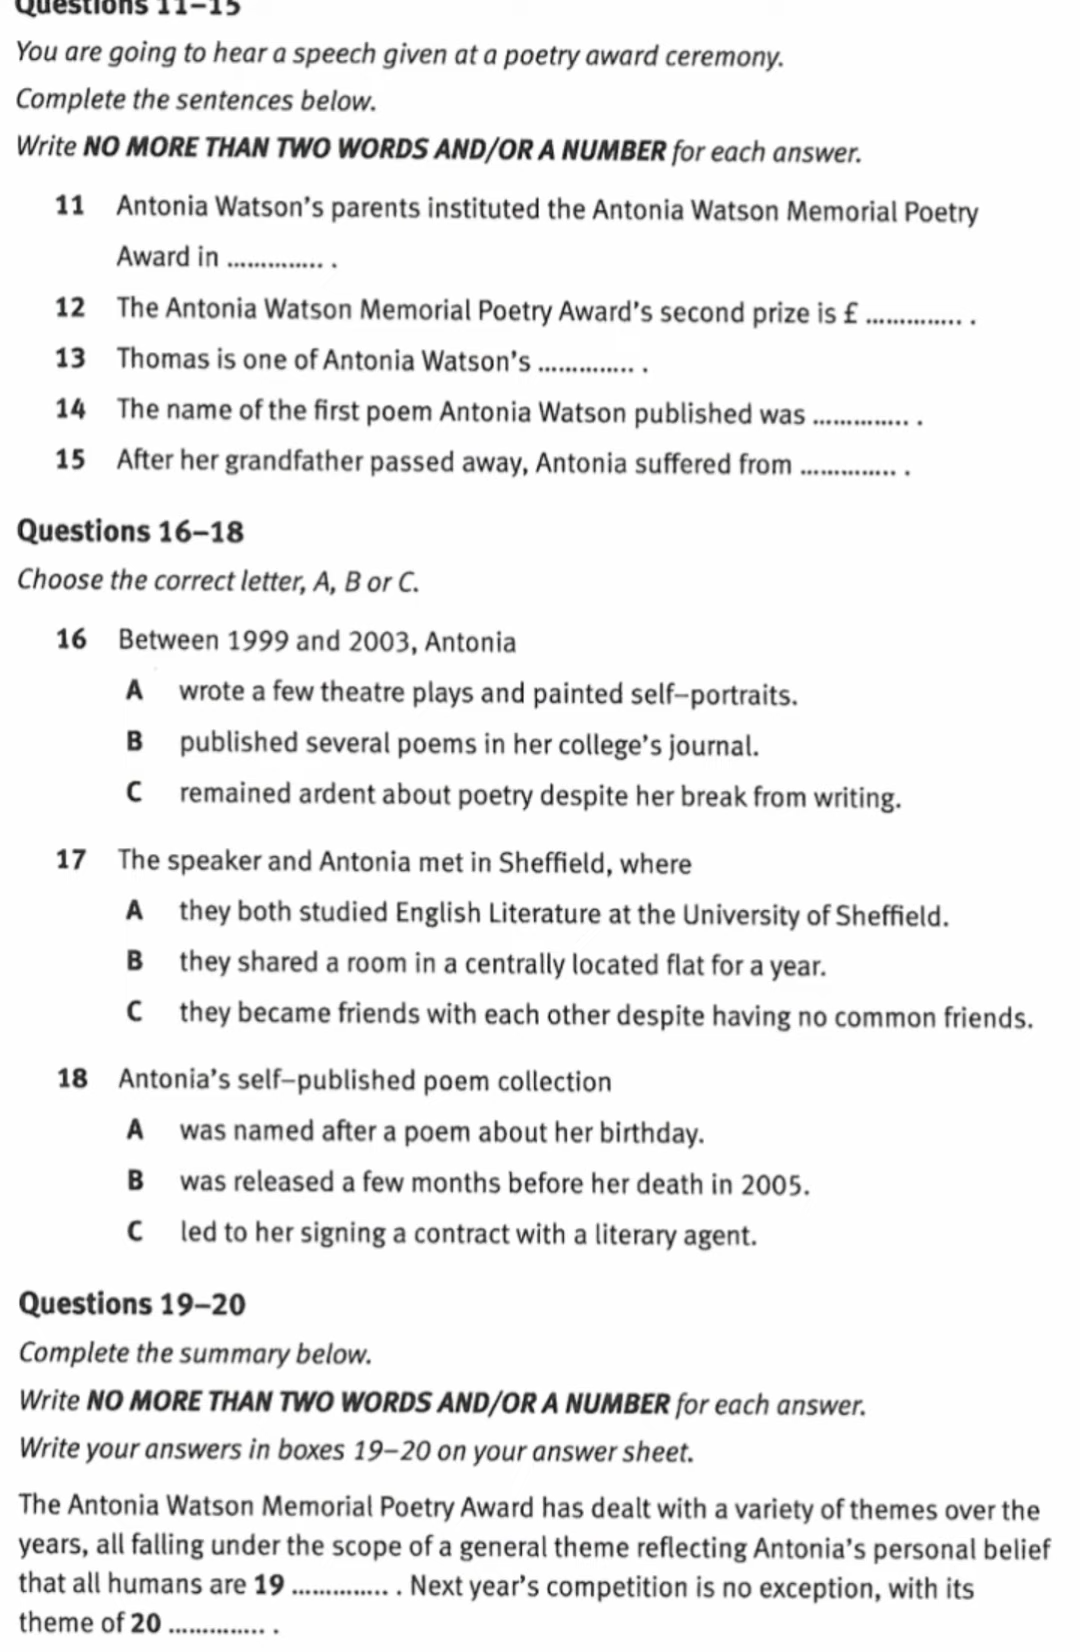 Questions 11–15
You are going to hear a speech given at a poetry award ceremony.
Complete the sentences below.
Write NO MORE THAN TWO WORDS AND/OR A NUMBER for each answer.
11 Antonia Watson's parents instituted the Antonia Watson Memorial Poetry
Award in .............. .
12 The Antonia Watson Memorial Poetry Award's second prize is £ .............. .
13 Thomas is one of Antonia Watson's .............. .
14 The name of the first poem Antonia Watson published was .............. .
15 After her grandfather passed away, Antonia suffered from .............. .
Questions 16–18
Choose the correct letter, A, B or C.
16 Between 1999 and 2003, Antonia
A wrote a few theatre plays and painted self–portraits.
B published several poems in her college's journal.
C remained ardent about poetry despite her break from writing.
17 The speaker and Antonia met in Sheffield, where
A they both studied English Literature at the University of Sheffield.
B they shared a room in a centrally located flat for a year.
C they became friends with each other despite having no common friends.
18 Antonia's self–published poem collection
A was named after a poem about her birthday.
B was released a few months before her death in 2005.
C led to her signing a contract with a literary agent.
Questions 19–20
Complete the summary below.
Write NO MORE THAN TWO WORDS AND/OR A NUMBER for each answer.
Write your answers in boxes 19–20 on your answer sheet.
The Antonia Watson Memorial Poetry Award has dealt with a variety of themes over the
years, all falling under the scope of a general theme reflecting Antonia's personal belief
that all humans are 19 .............. . Next year's competition is no exception, with its
theme of 20 .............. .